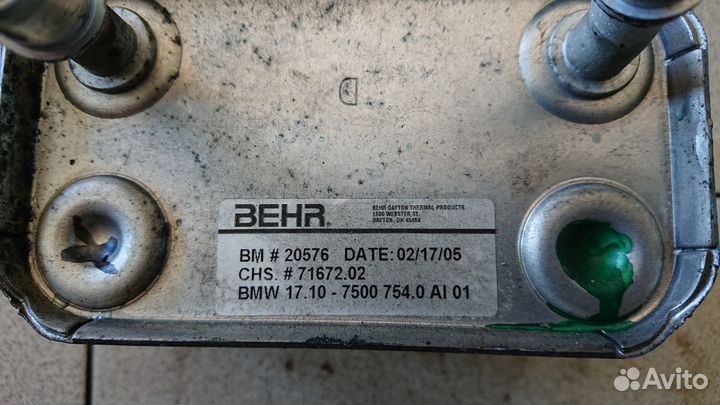 D
BEHR®
BEHR DAYTON THERMAL PRODUCTS
1600 WEBSTER ST.
DAYTON, OH 45404
BM # 20576 DATE: 02/17/05
CHS. # 71672.02
BMW 17.10 - 7500 754.0 AI 01
Avito